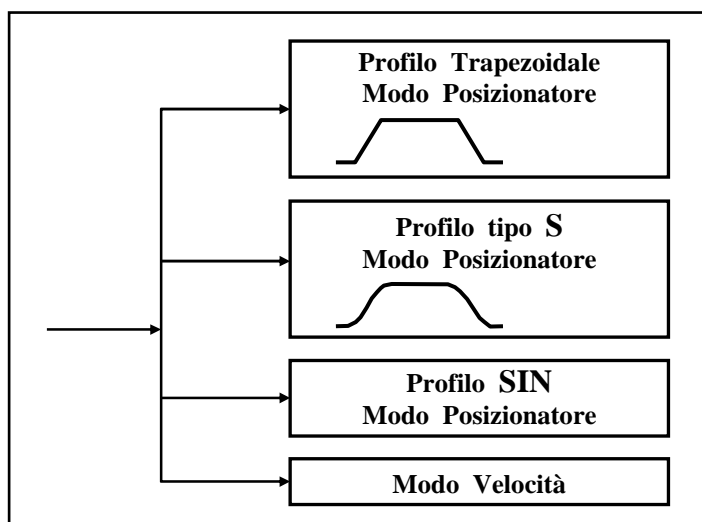 Profilo Trapezoidale
Modo Posizionatore
Profilo tipo S
Modo Posizionatore
Profilo SIN
Modo Posizionatore
Modo Velocità